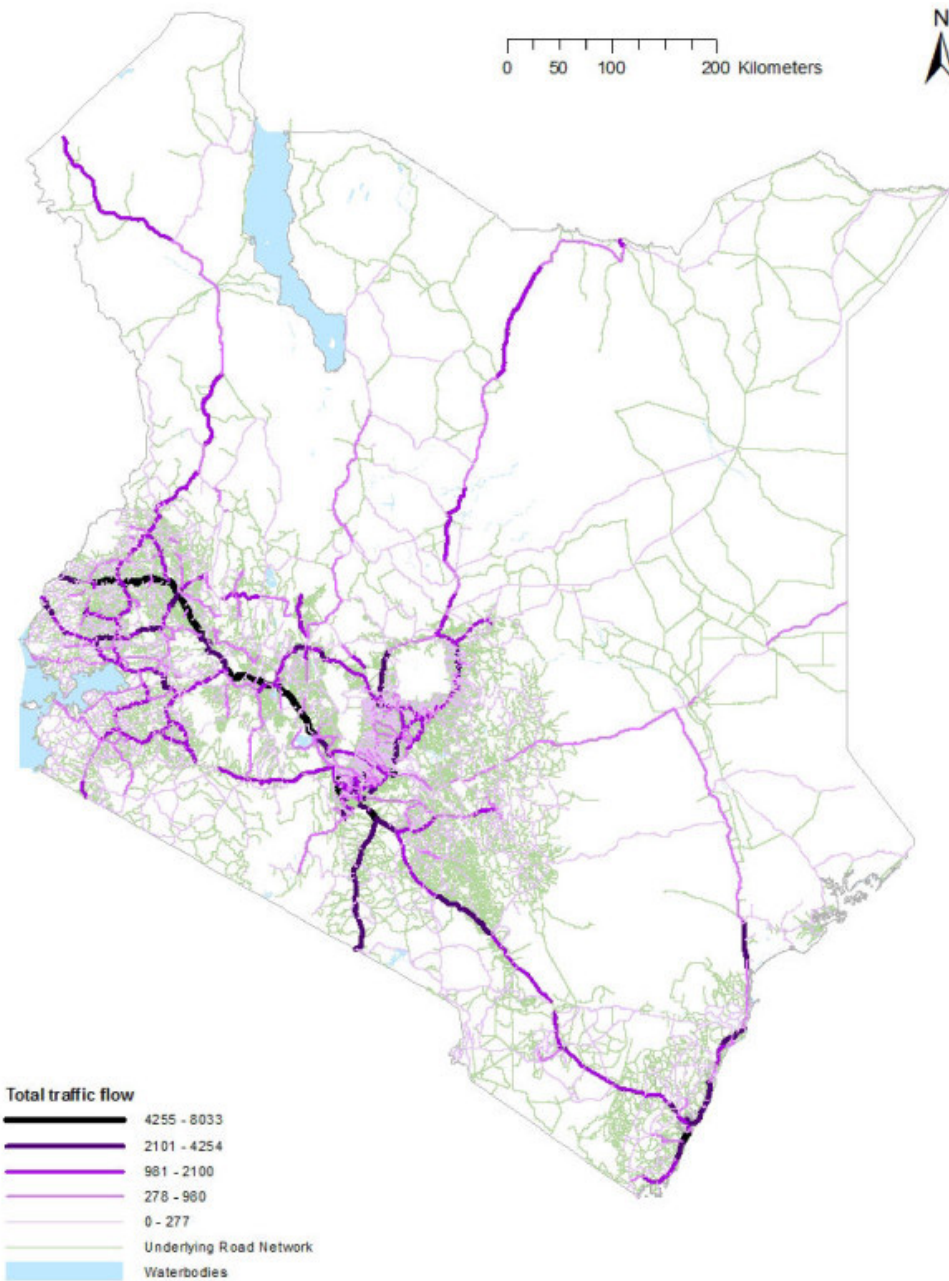 N
0 50 100 200 Kilometers
Total traffic flow
4255 - 8033
2101 - 4254
981 - 2100
278 - 980
0 - 277
Underlying Road Network
Waterbodies